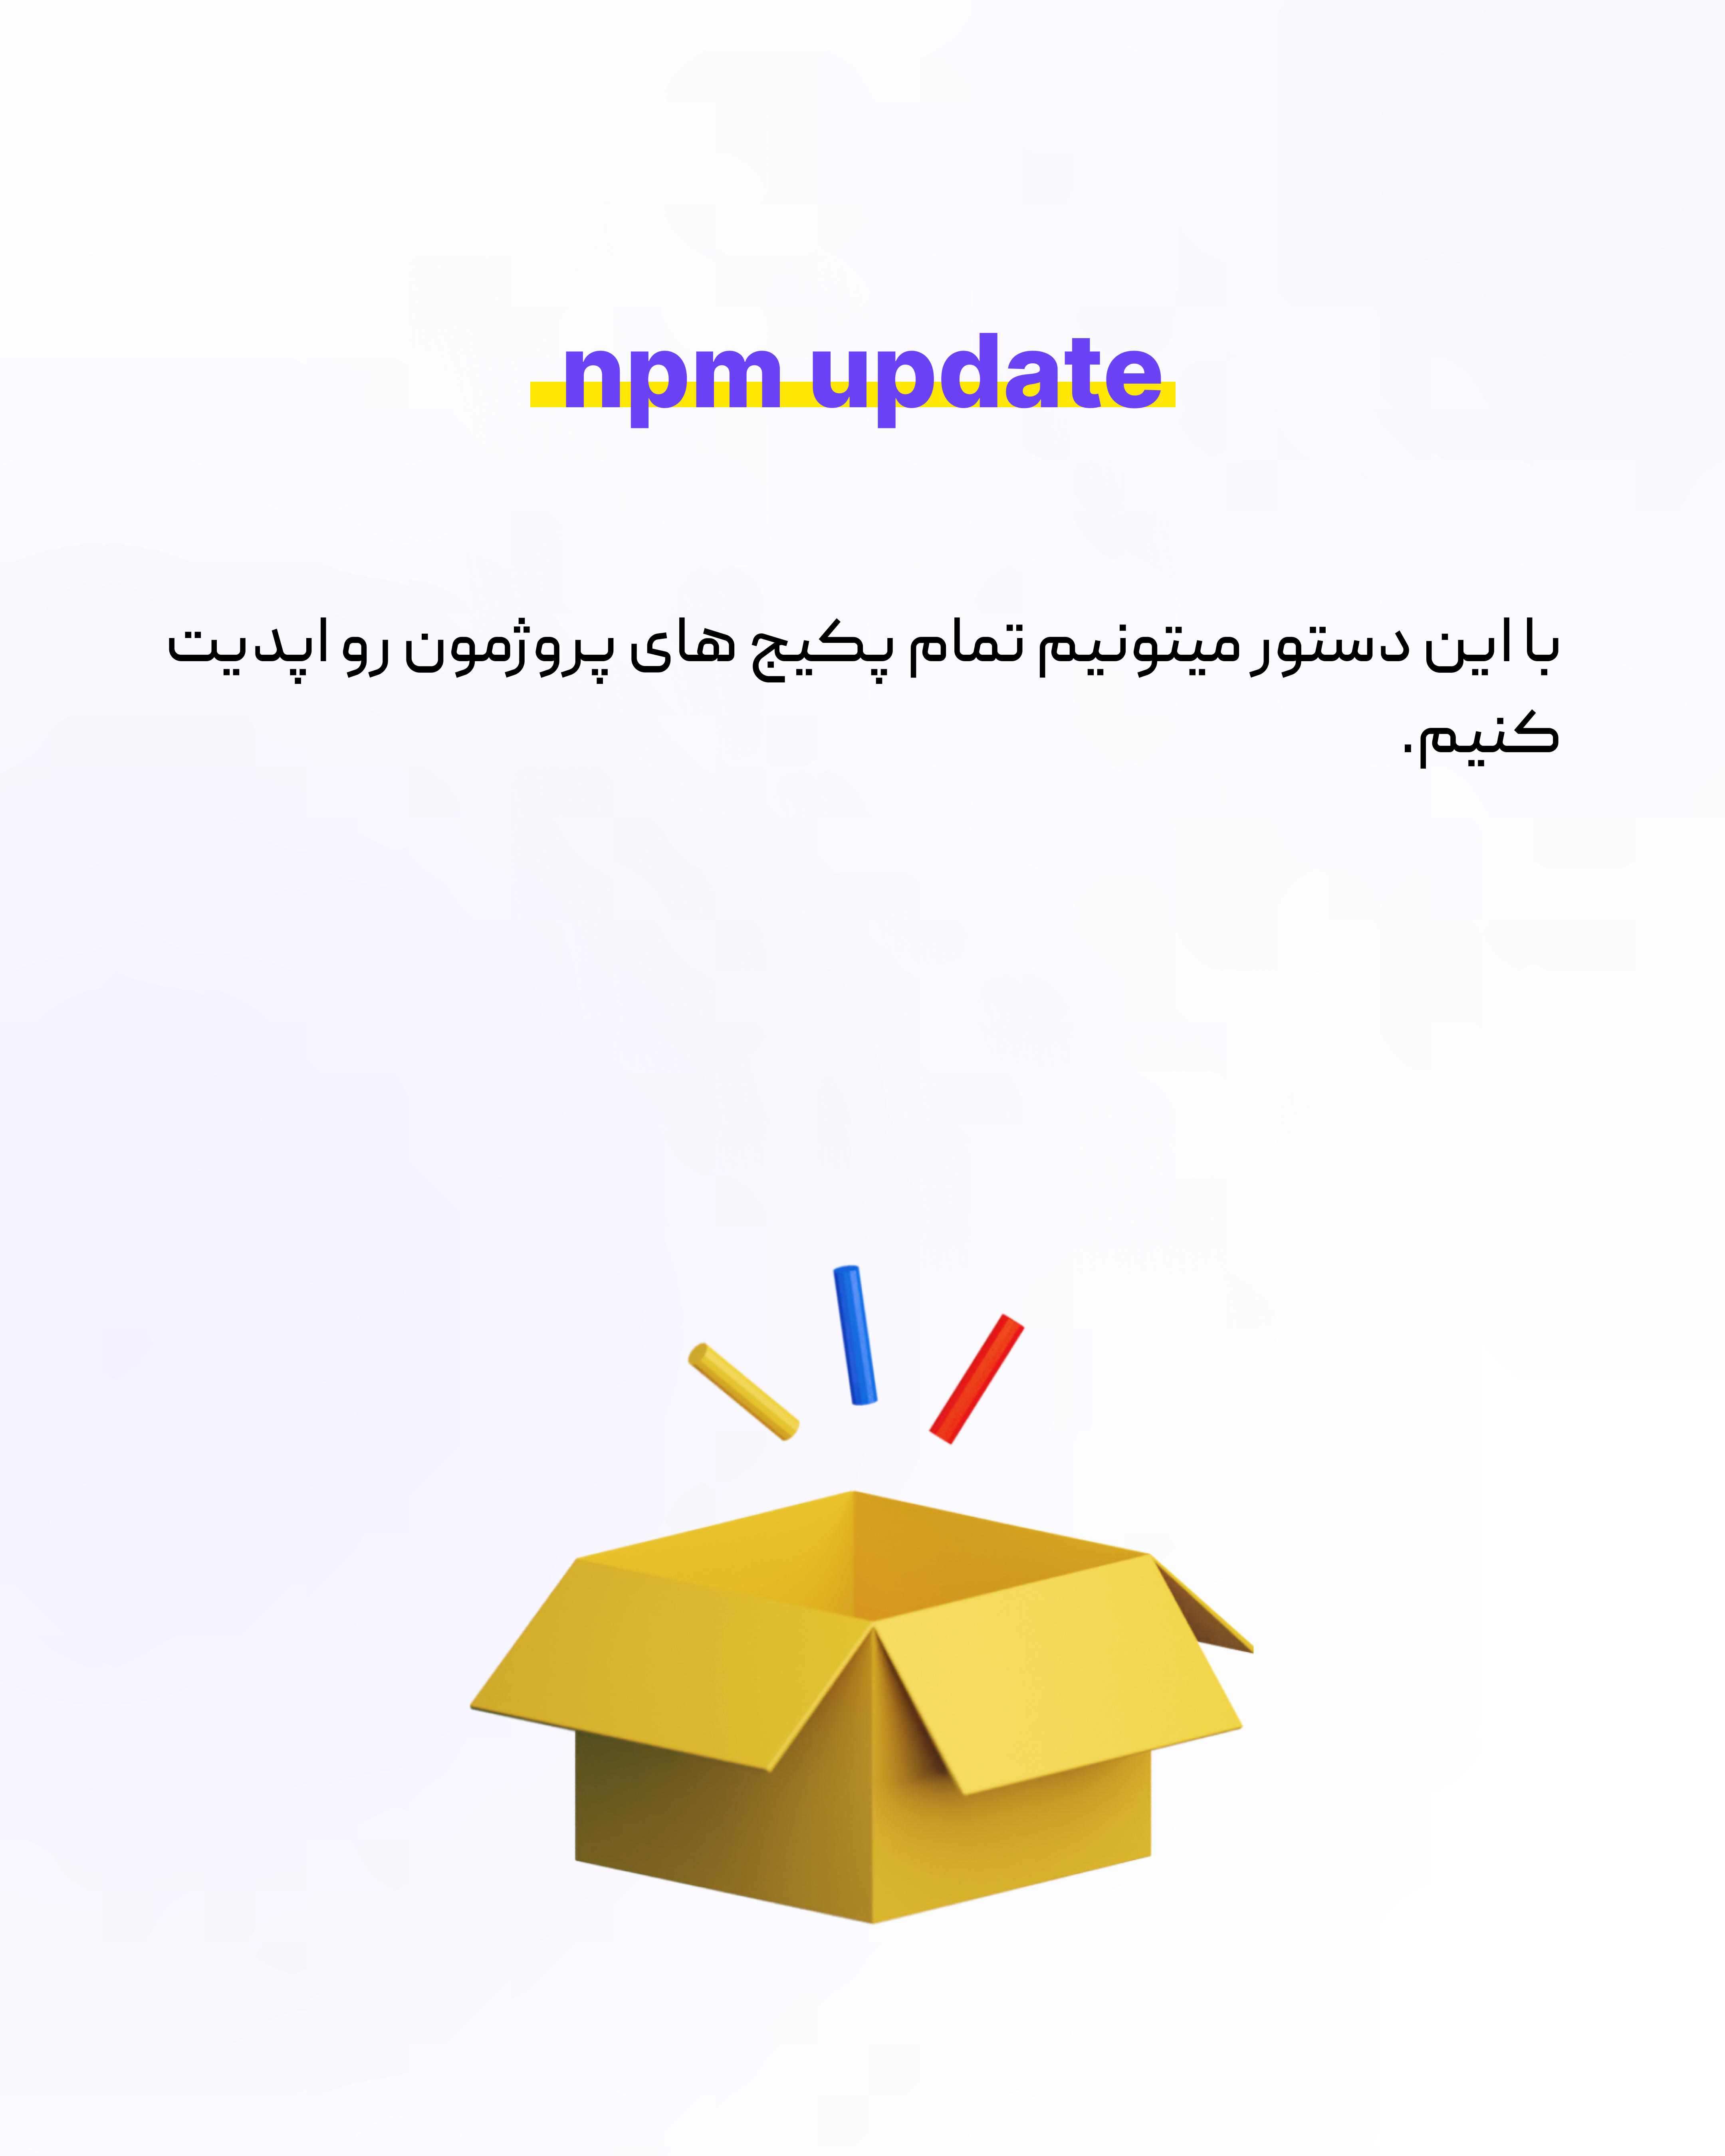 npm update
با این دستور میتونیم تمام پکیج های پروژمون رو اپدیت
کنیم.